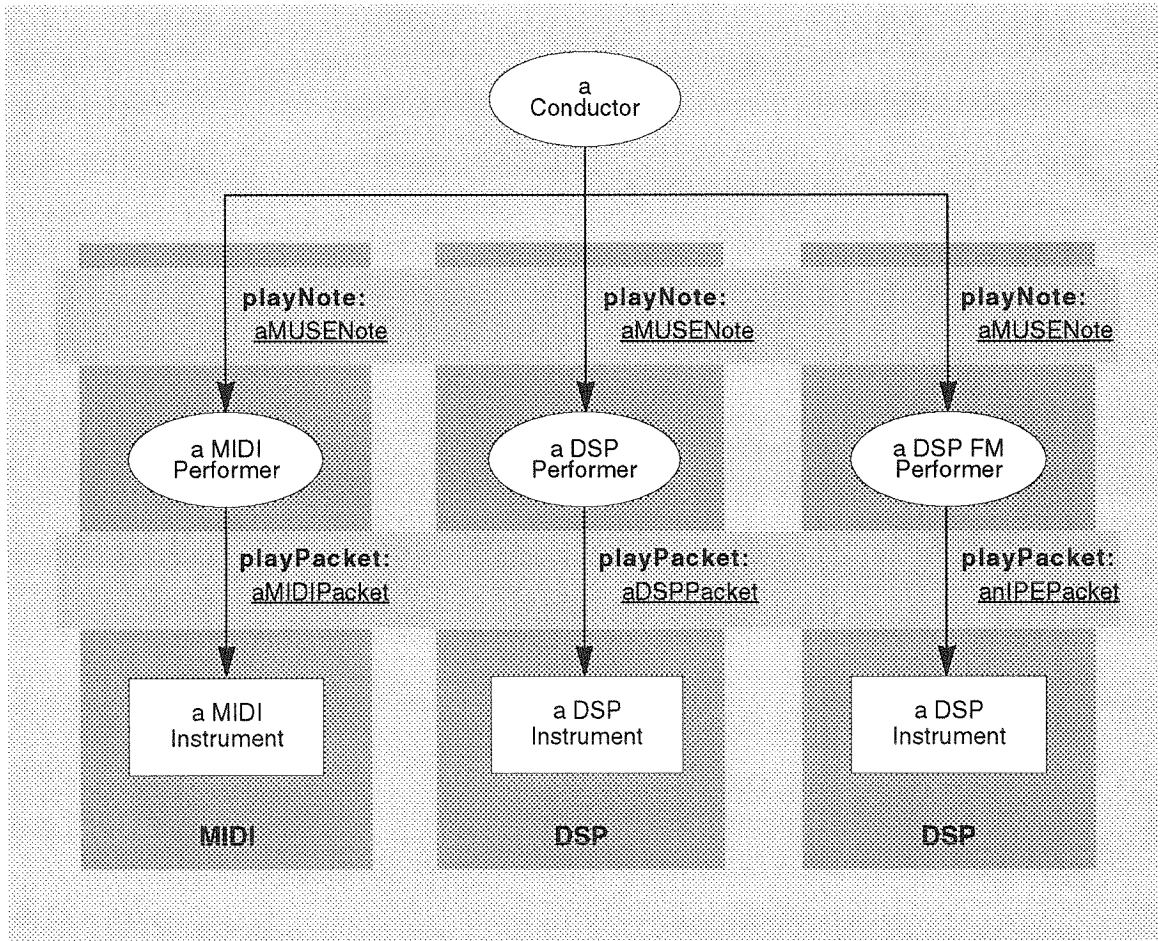 a
Conductor
playNote:
aMUSENote
playNote:
aMUSENote
playNote:
aMUSENote
a MIDI
Performer
a DSP
Performer
a DSP FM
Performer
playPacket:
aMIDIPacket
playPacket:
aDSPPacket
playPacket:
anIPEPacket
a MIDI
Instrument
a DSP
Instrument
a DSP
Instrument
MIDI
DSP
DSP